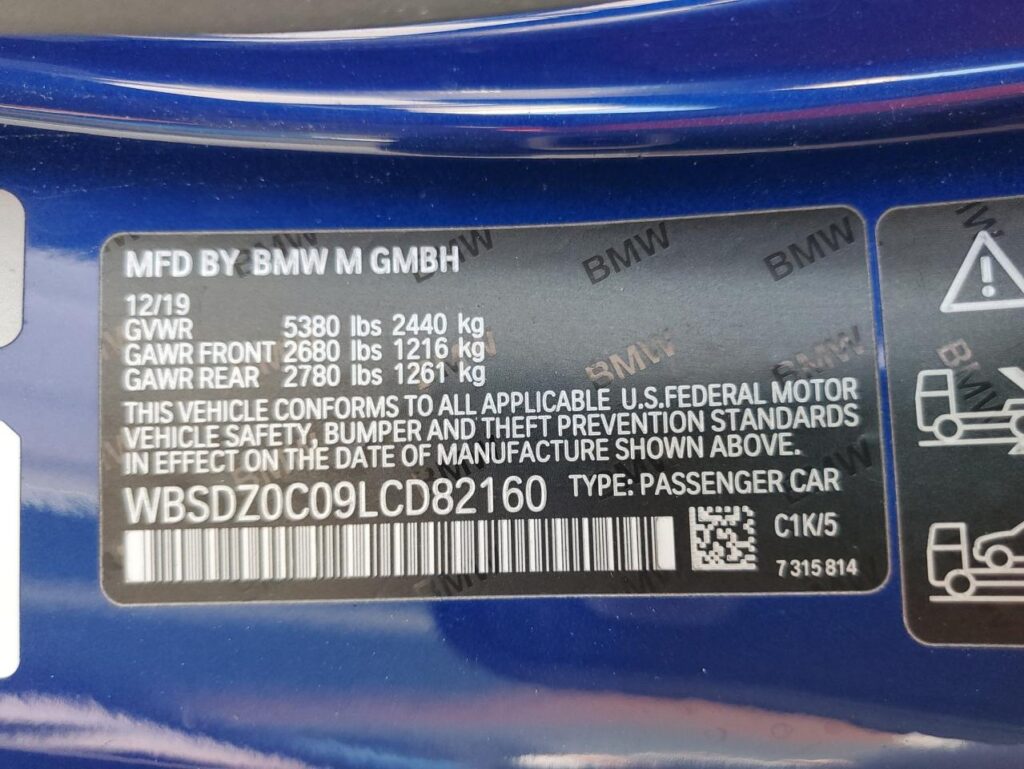 MFD BY BMW M GMBH
12/19
GVWR 5380 lbs 2440 kg
GAWR FRONT 2680 lbs 1216 kg
GAWR REAR 2780 lbs 1261 kg
THIS VEHICLE CONFORMS TO ALL APPLICABLE U.S.FEDERAL MOTOR
VEHICLE SAFETY, BUMPER AND THEFT PREVENTION STANDARDS
IN EFFECT ON THE DATE OF MANUFACTURE SHOWN ABOVE.
WBSDZ0C09LCD82160 TYPE: PASSENGER CAR
C1K/5
7 315 814